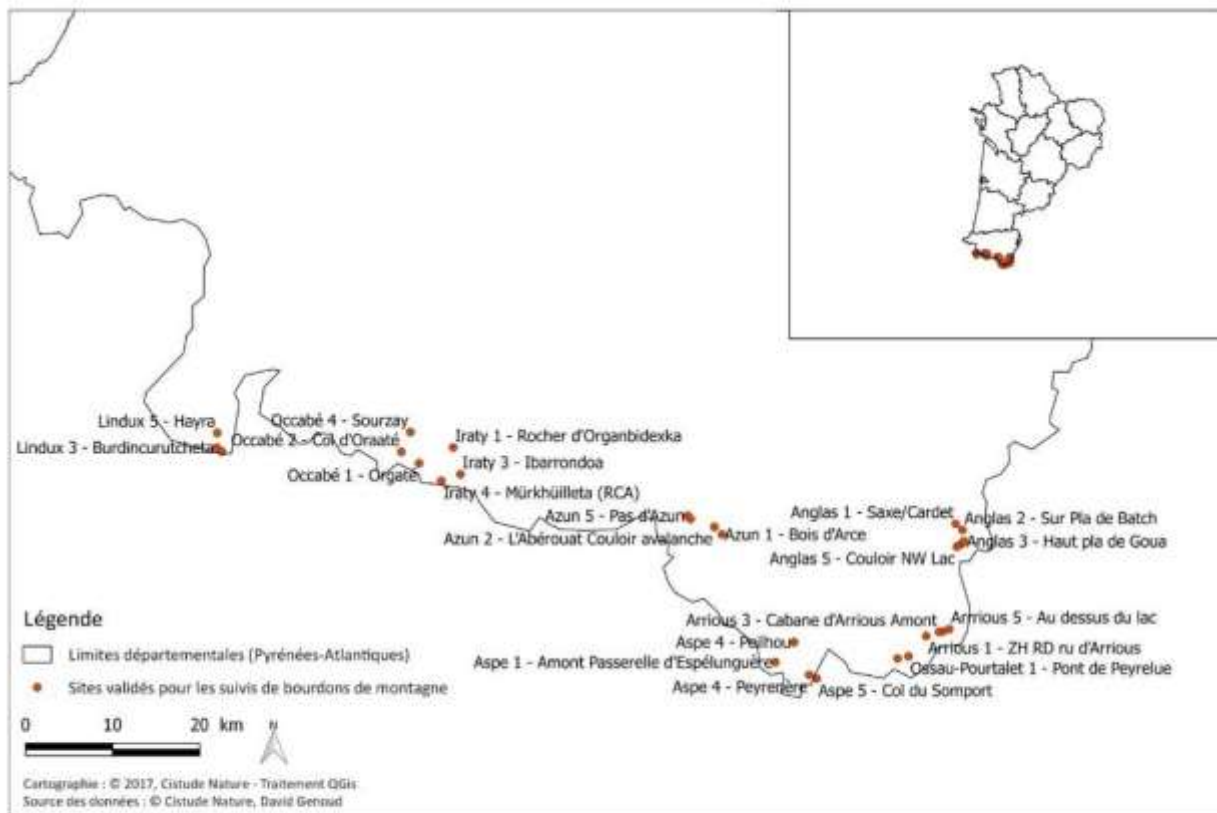 Lindux 5 - Hayra
Lindux 3 - Burdincurutcheta
Occabé 4 - Sourzay
Occabé 2 - Col d'Oraaté
Occabé 1 - Orgate
Iraty 1 - Rocher d'Organbidexka
Iraty 3 - Ibarrondoa
Iraty 4 - Mürkhüilleta (RCA)
Azun 5 - Pas d'Azun
Azun 2 - L'Abérouat Couloir avalanche
Azun 1 - Bois d'Arce
Anglas 1 - Saxe/Cardet
Anglas 2 - Sur Pla de Batch
Anglas 3 - Haut pla de Goua
Anglas 5 - Couloir NW Lac
Arrious 3 - Cabane d'Arrious Amont
Arrrious 5 - Au dessus du lac
Aspe 4 - Peilhou
Arrious 1 - ZH RD ru d'Arrious
Aspe 1 - Amont Passerelle d'Espélunguère
Ossau-Pourtalet 1 - Pont de Peyrelue
Aspe 4 - Peyrenère
Aspe 5 - Col du Somport
Légende
Limites départementales (Pyrénées-Atlantiques)
Sites validés pour les suivis de bourdons de montagne
0 10 20 km
N
Cartographie : © 2017, Cistude Nature - Traitement QGis
Source des données : © Cistude Nature, David Genoud